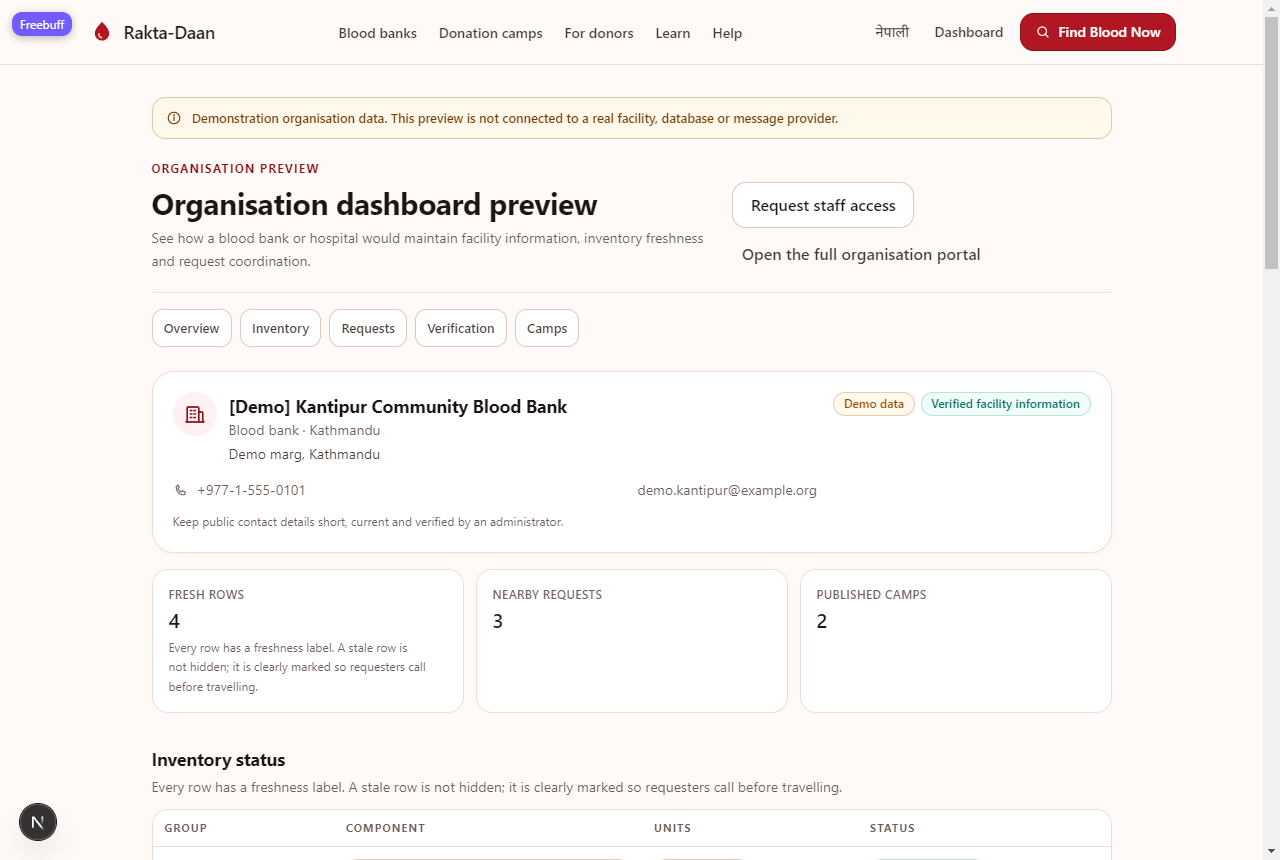 Freebuff
Rakta-Daan
Blood banks
Donation camps
For donors
Learn
Help
नेपाली
Dashboard
Find Blood Now
Demonstration organisation data. This preview is not connected to a real facility, database or message provider.
ORGANISATION PREVIEW
Organisation dashboard preview
See how a blood bank or hospital would maintain facility information, inventory freshness
and request coordination.
Request staff access
Open the full organisation portal
Overview
Inventory
Requests
Verification
Camps
[Demo] Kantipur Community Blood Bank
Blood bank · Kathmandu
Demo marg, Kathmandu
Demo data
Verified facility information
+977-1-555-0101
demo.kantipur@example.org
Keep public contact details short, current and verified by an administrator.
FRESH ROWS
4
Every row has a freshness label. A stale row is
not hidden; it is clearly marked so requesters call
before travelling.
NEARBY REQUESTS
3
PUBLISHED CAMPS
2
Inventory status
Every row has a freshness label. A stale row is not hidden; it is clearly marked so requesters call before travelling.
GROUP
COMPONENT
UNITS
STATUS
N